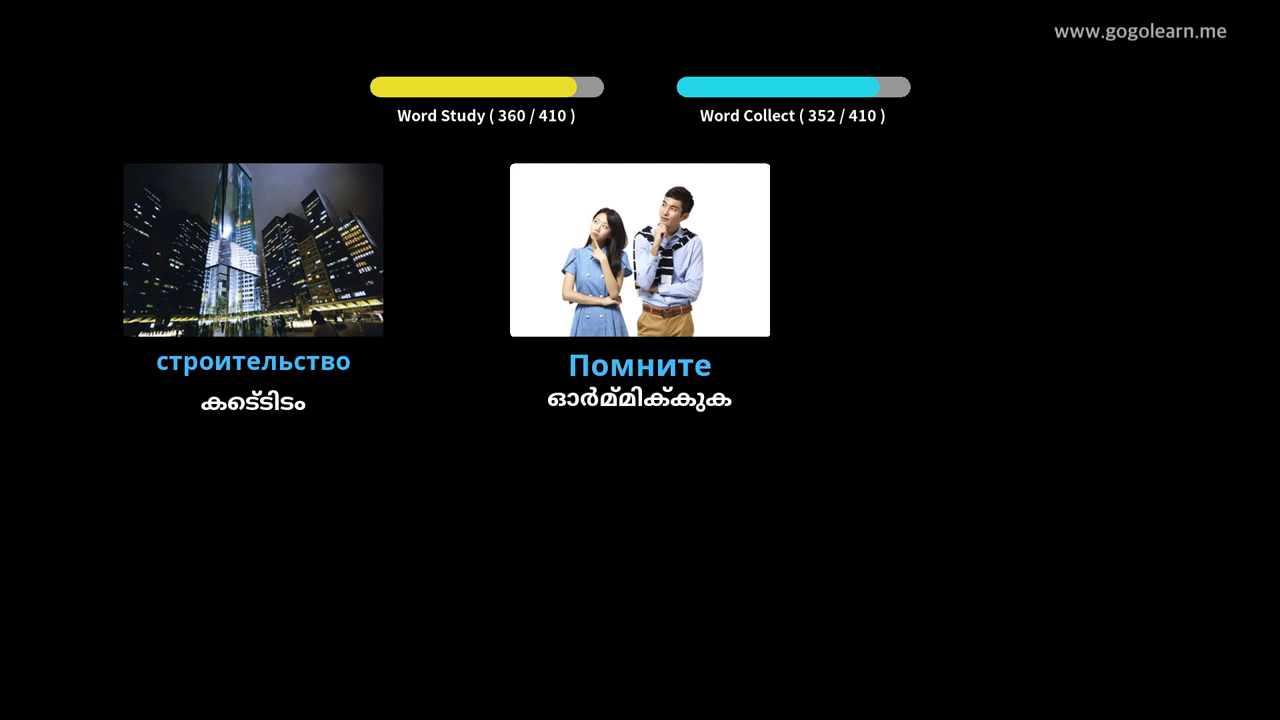 www.gogolearn.me
Word Study ( 360 / 410 )
Word Collect ( 352 / 410 )
строительство
കെട്ടിടം
Помните
ഓർമ്മിക്കുക